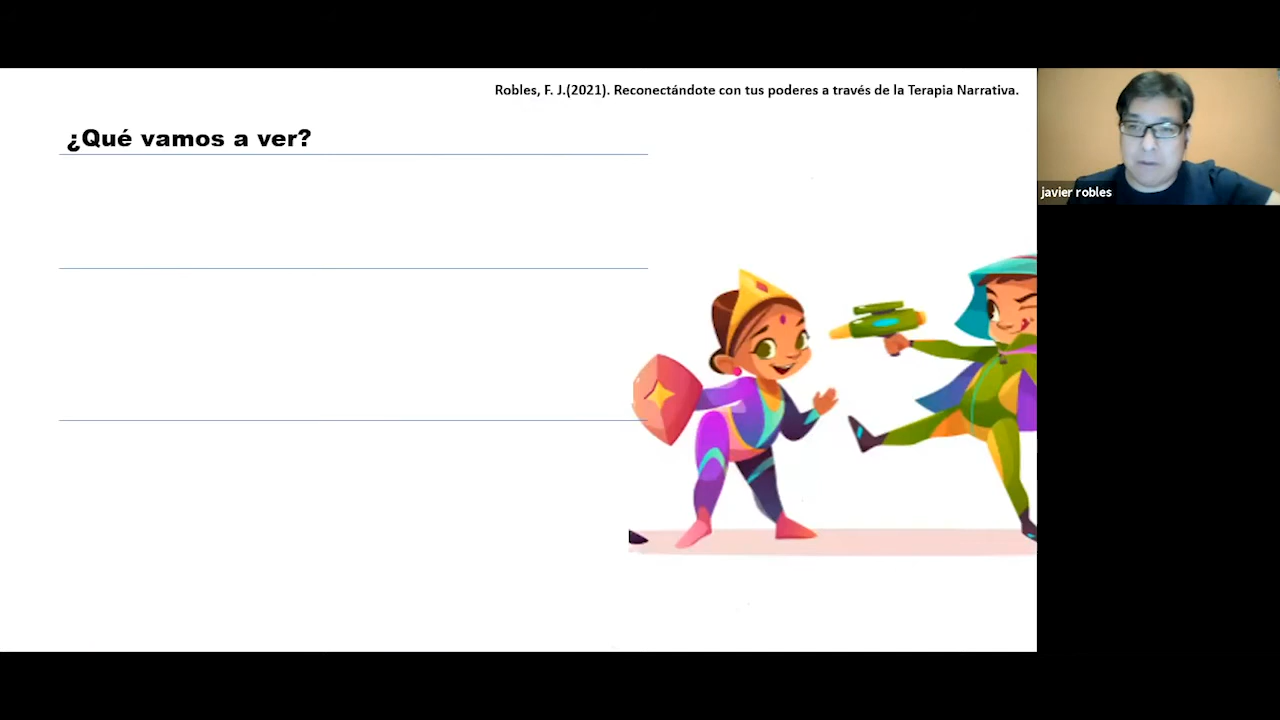 Robles, F. J.(2021). Reconectándote con tus poderes a través de la Terapia Narrativa.
¿Qué vamos a ver?
javier robles